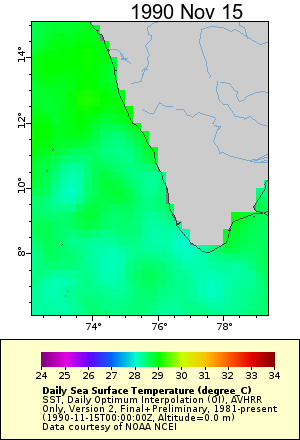 1990 Nov 15
14°
12°
10°
8°
74°
76°
78°
24 25 26 27 28 29 30 31 32 33 34
Daily Sea Surface Temperature (degree_C)
SST, Daily Optimum Interpolation (OI), AVHRR
Only, Version 2, Final+Preliminary, 1981-present
(1990-11-15T00:00:00Z, Altitude=0.0 m)
Data courtesy of NOAA NCEI